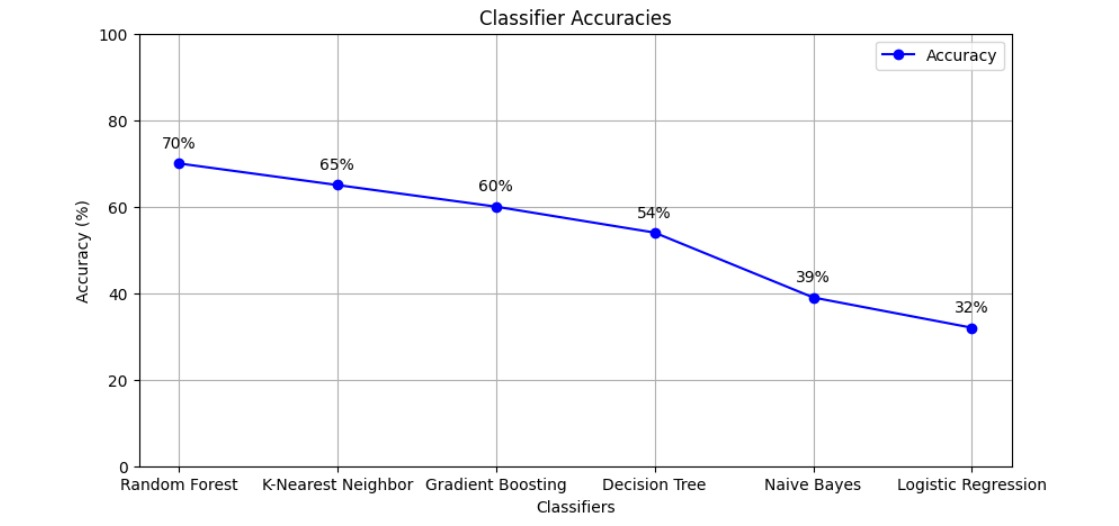 Classifier Accuracies
100
80
60
40
20
0
Accuracy (%)
Accuracy
70%
65%
60%
54%
39%
32%
Random Forest K-Nearest Neighbor Gradient Boosting Decision Tree Naive Bayes Logistic Regression
Classifiers